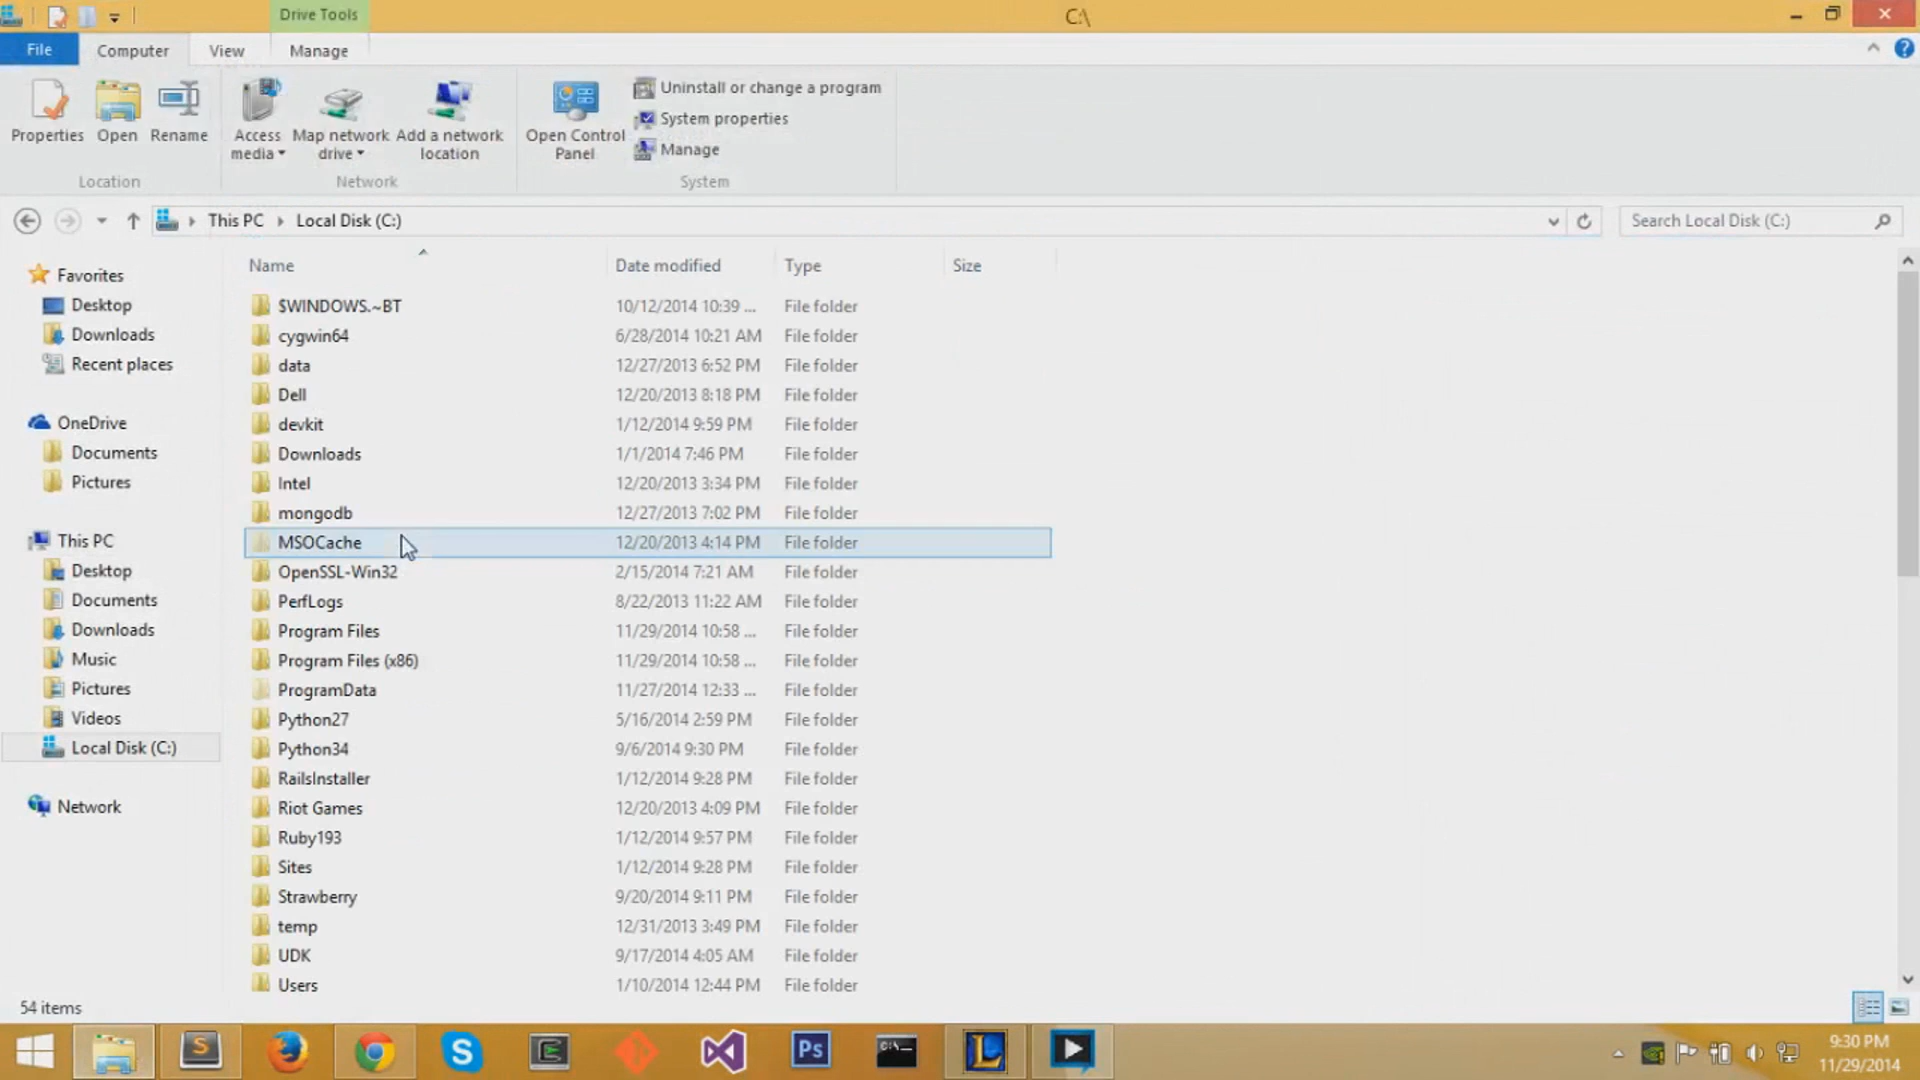 Drive Tools
C:\
File
Computer
View
Manage
Properties
Open
Rename
Access media
Map network drive
Add a network location
Open Control Panel
Uninstall or change a program
System properties
Manage
Location
Network
System
This PC
Local Disk (C:)
Search Local Disk (C:)
Name
Date modified
Type
Size
Favorites
Desktop
Downloads
Recent places
OneDrive
Documents
Pictures
This PC
Desktop
Documents
Downloads
Music
Pictures
Videos
Local Disk (C:)
Network
$WINDOWS.~BT 10/12/2014 10:39 ... File folder
cygwin64 6/28/2014 10:21 AM File folder
data 12/27/2013 6:52 PM File folder
Dell 12/20/2013 8:18 PM File folder
devkit 1/12/2014 9:59 PM File folder
Downloads 1/1/2014 7:46 PM File folder
Intel 12/20/2013 3:34 PM File folder
mongodb 12/27/2013 7:02 PM File folder
MSOCache 12/20/2013 4:14 PM File folder
OpenSSL-Win32 2/15/2014 7:21 AM File folder
PerfLogs 8/22/2013 11:22 AM File folder
Program Files 11/29/2014 10:58 ... File folder
Program Files (x86) 11/29/2014 10:58 ... File folder
ProgramData 11/27/2014 12:33 ... File folder
Python27 5/16/2014 2:59 PM File folder
Python34 9/6/2014 9:30 PM File folder
RailsInstaller 1/12/2014 9:28 PM File folder
Riot Games 12/20/2013 4:09 PM File folder
Ruby193 1/12/2014 9:57 PM File folder
Sites 1/12/2014 9:28 PM File folder
Strawberry 9/20/2014 9:11 PM File folder
temp 12/31/2013 3:49 PM File folder
UDK 9/17/2014 4:05 AM File folder
Users 1/10/2014 12:44 PM File folder
54 items
S
S
E
Ps
C:\
L
9:30 PM
11/29/2014